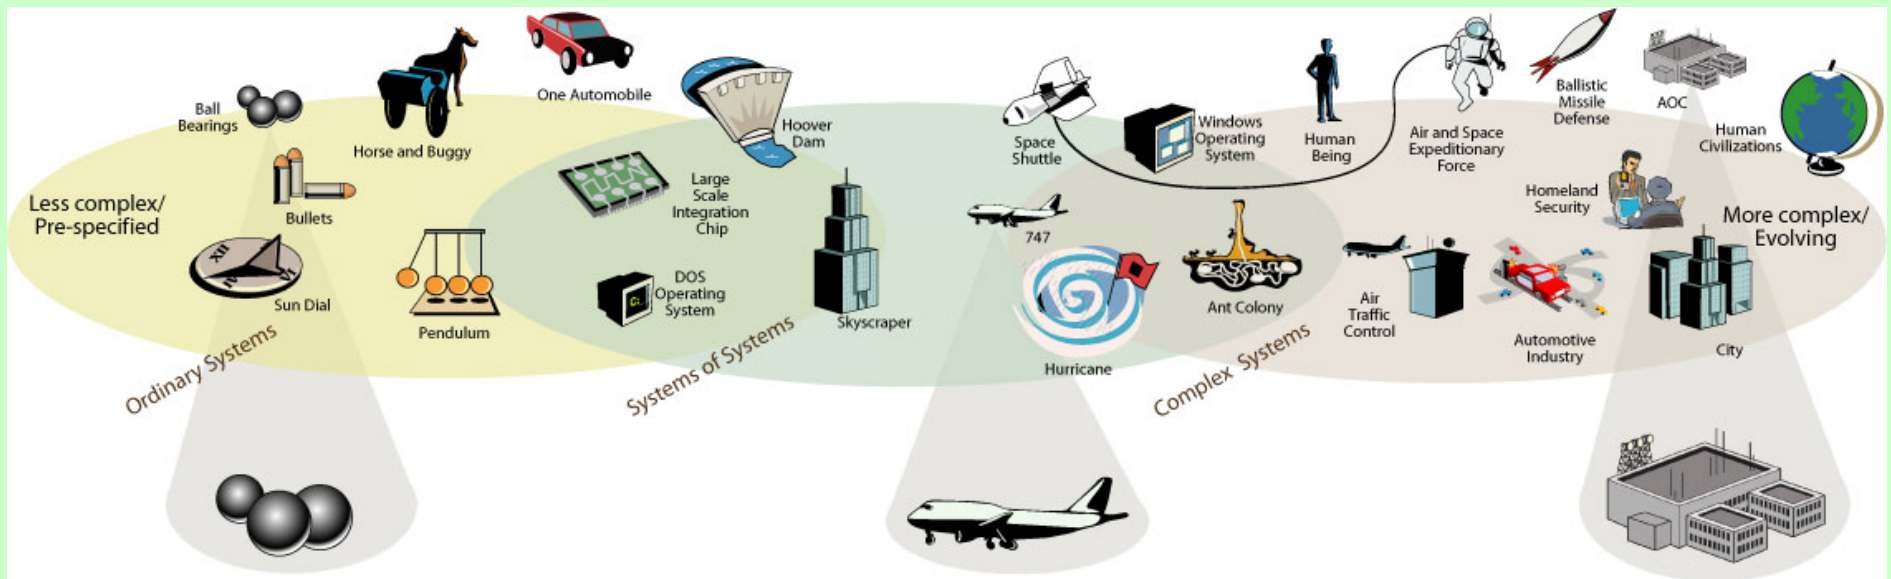 Less complex/
Pre-specified
Ball
Bearings
Bullets
XII
VI
Sun Dial
Horse and Buggy
Pendulum
One Automobile
Large
Scale
Integration
Chip
DOS
Operating
System
C:
Hoover
Dam
Skyscraper
Space
Shuttle
747
Hurricane
Windows
Operating
System
Ant Colony
Human
Being
Air and Space
Expeditionary
Force
Air
Traffic
Control
Ballistic
Missile
Defense
Homeland
Security
Automotive
Industry
AOC
Human
Civilizations
City
More complex/
Evolving
Ordinary Systems
Systems of Systems
Complex Systems